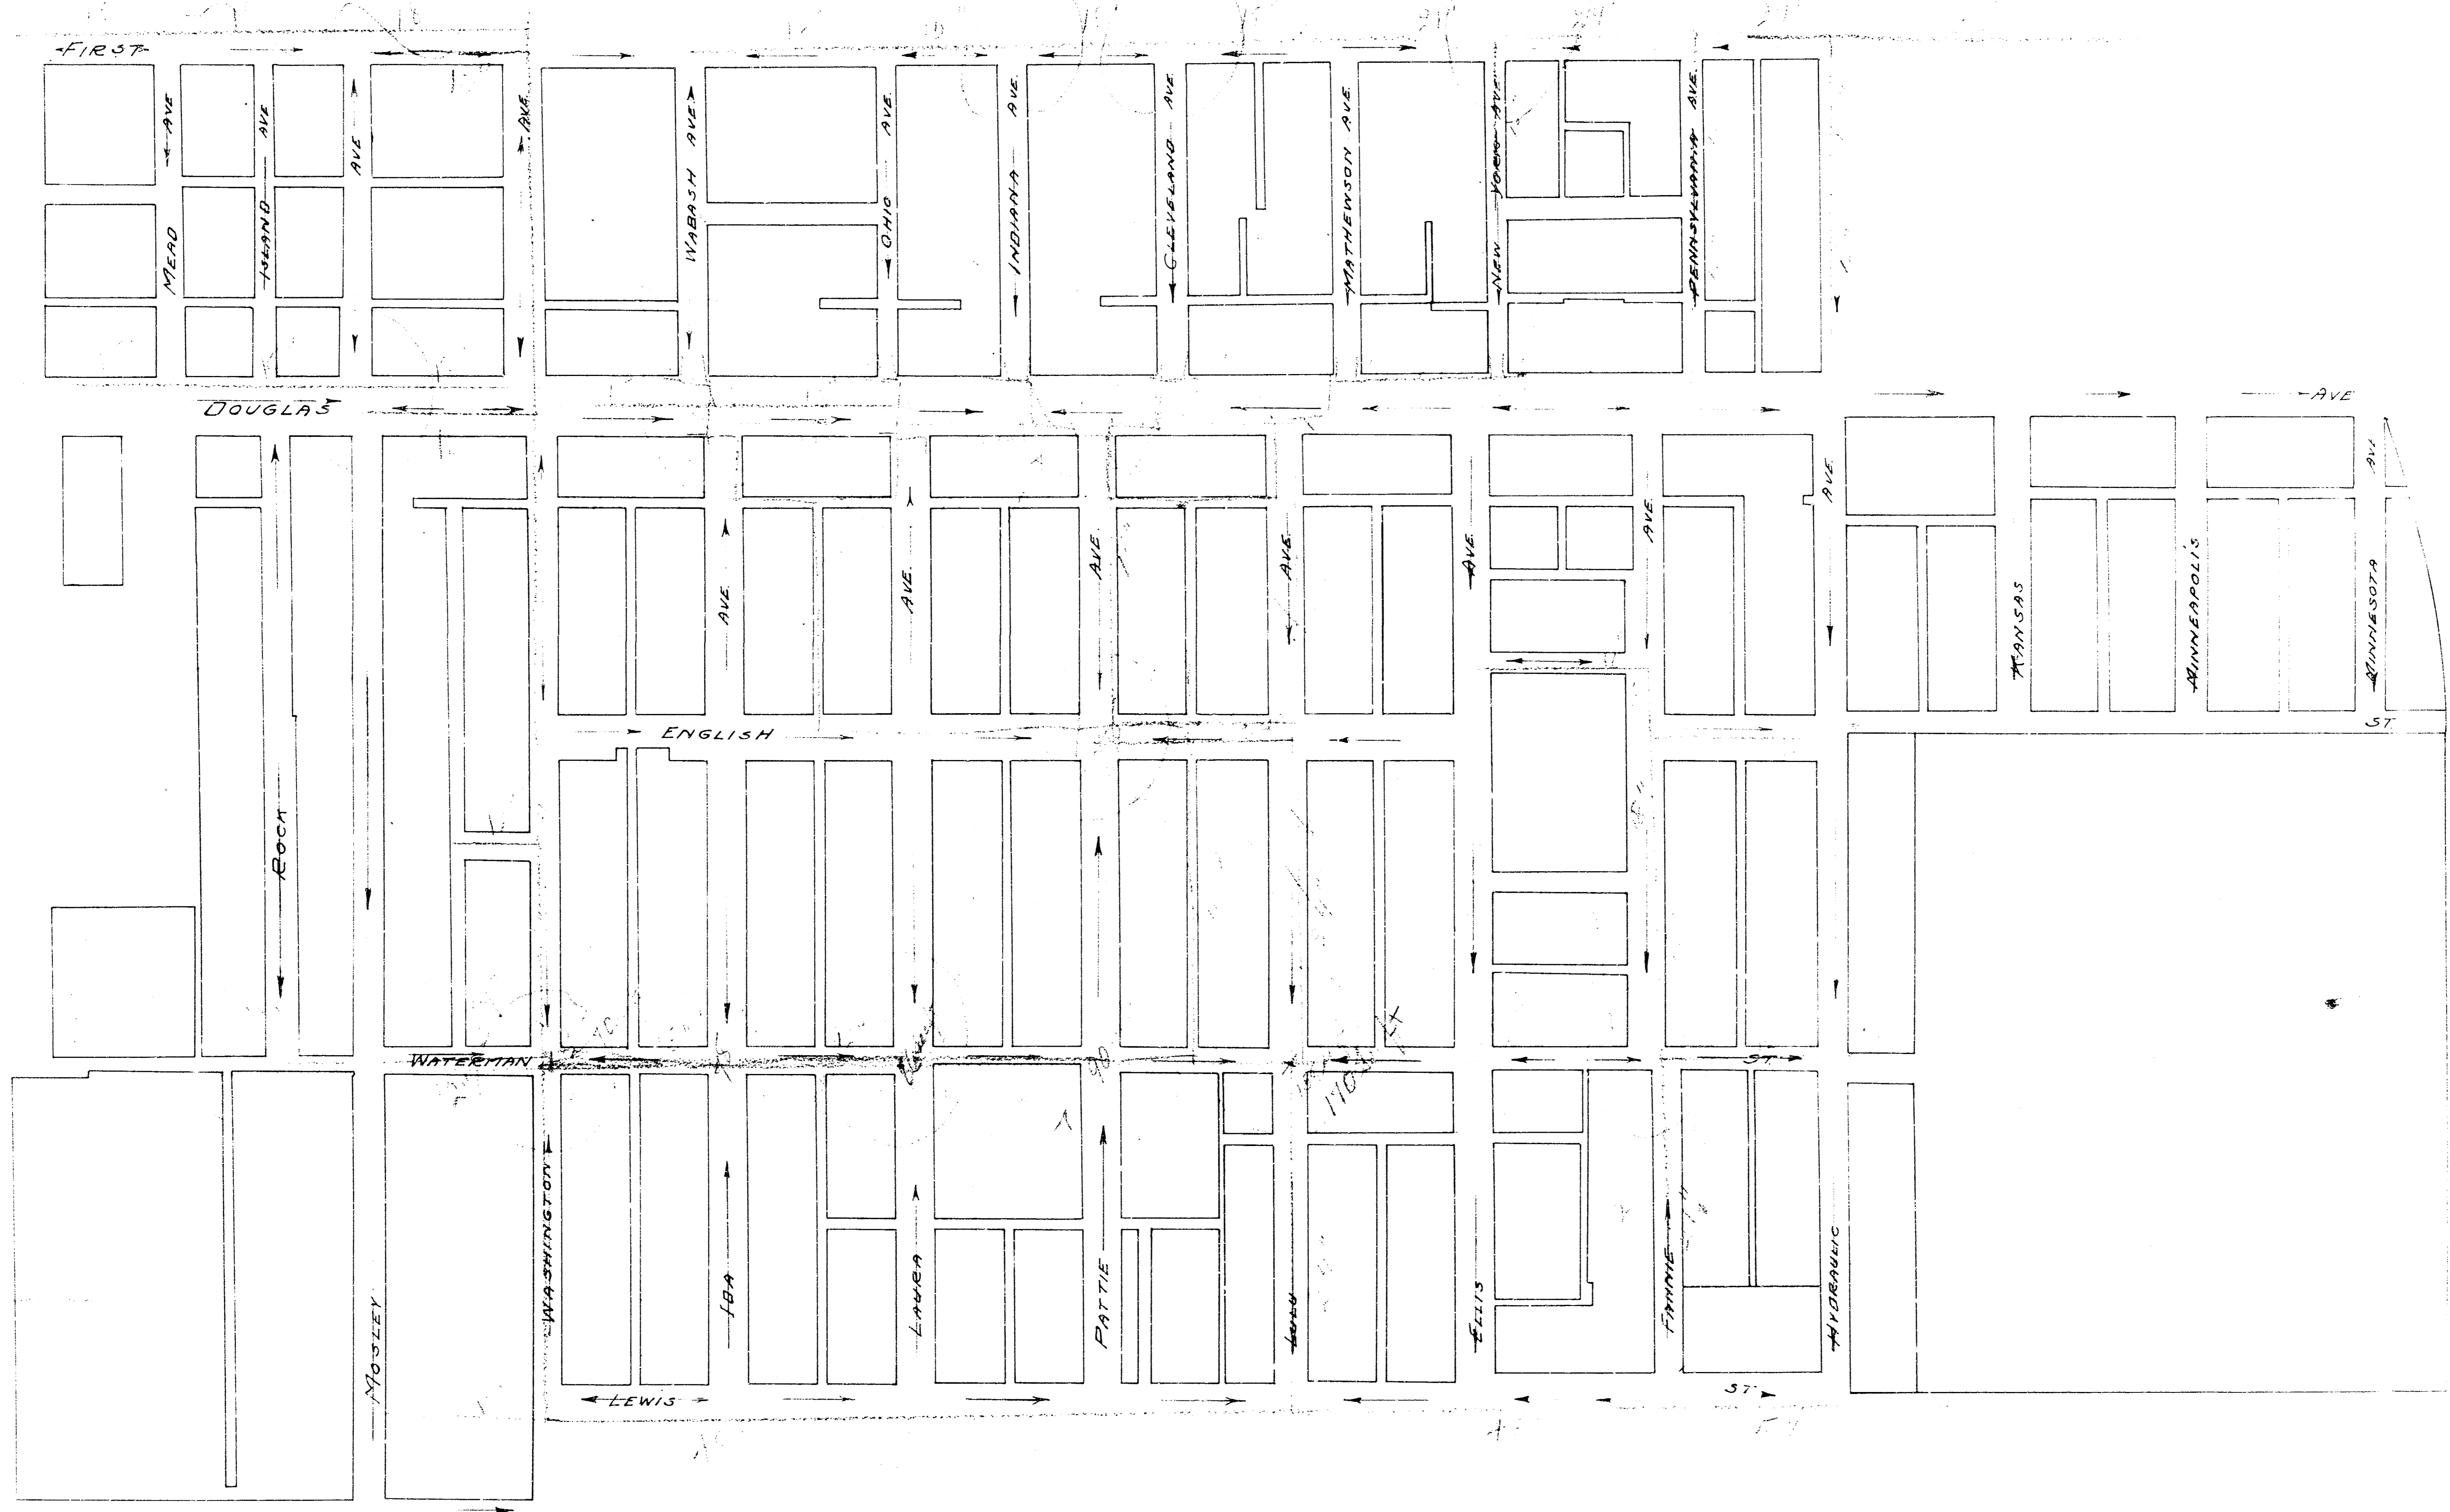 FIRST
MEAD AVE
ISLAND AVE
AVE
AVE
WABASH AVE
OHIO AVE
INDIANA AVE
CLEVELAND AVE
MATHEWSON AVE
NEW YORK AVE
PENNSYLVANIA AVE
DOUGLAS AVE
ROCK
AVE
AVE
AVE
AVE
AVE
AVE
AVE
KANSAS
MINNEAPOLIS
MINNESOTA AVE
ENGLISH ST.
WATERMAN ST.
MOSLEY
WASHINGTON
IDA
LAURA
PATTIE
LULU
ELLIS
FANNIE
HYDRAULIC
LEWIS ST.